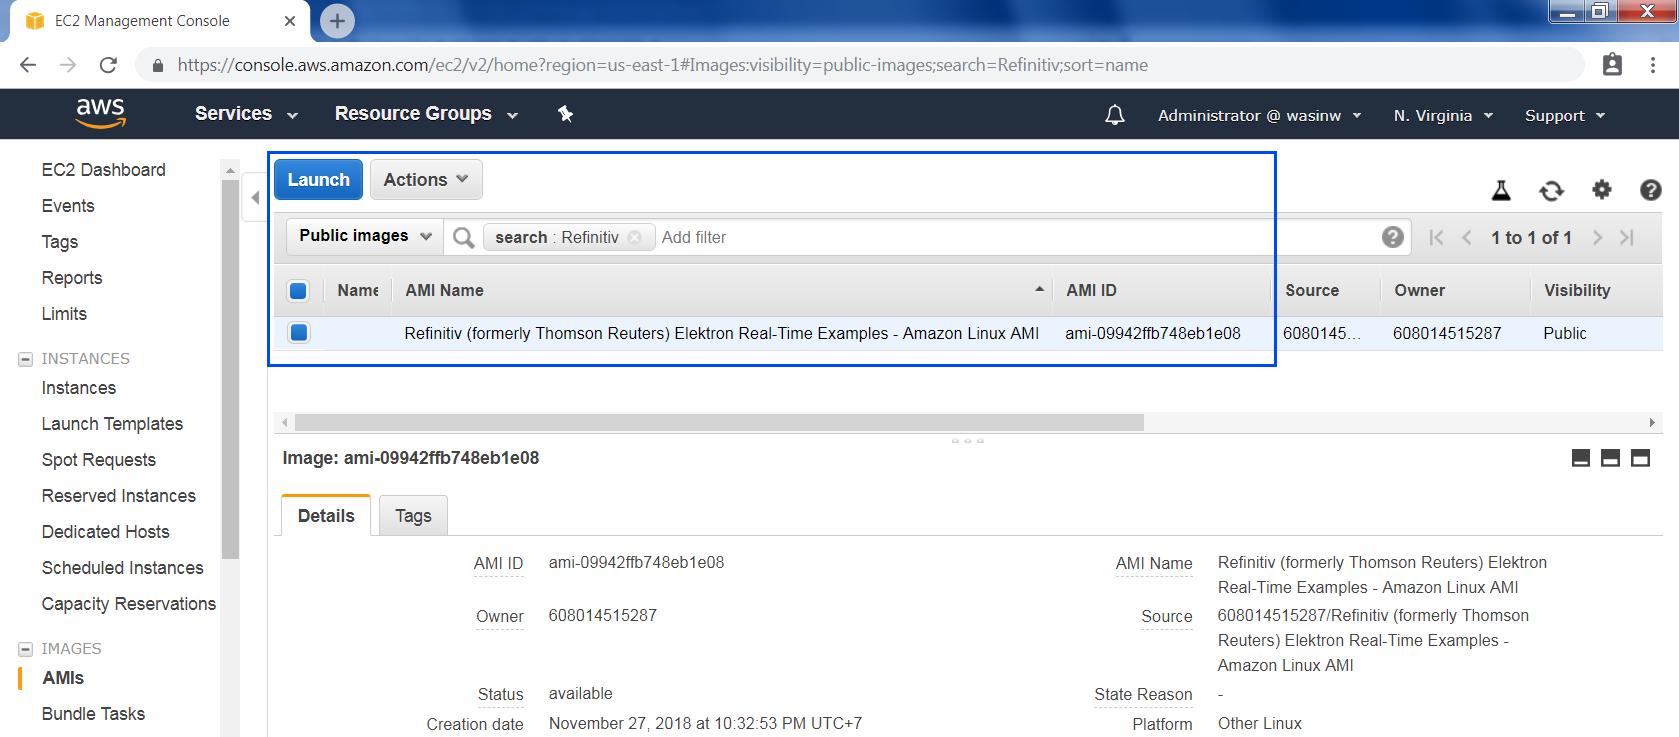 EC2 Management Console
https://console.aws.amazon.com/ec2/v2/home?region=us-east-1#Images:visibility=public-images;search=Refinitiv;sort=name
aws Services Resource Groups Administrator @ wasinw N. Virginia Support
EC2 Dashboard
Events
Tags
Reports
Limits
INSTANCES
Instances
Launch Templates
Spot Requests
Reserved Instances
Dedicated Hosts
Scheduled Instances
Capacity Reservations
IMAGES
AMIs
Bundle Tasks
Launch Actions
Public images search : Refinitiv Add filter 1 to 1 of 1
Name AMI Name AMI ID Source Owner Visibility
Refinitiv (formerly Thomson Reuters) Elektron Real-Time Examples - Amazon Linux AMI ami-09942ffb748eb1e08 6080145... 608014515287 Public
Image: ami-09942ffb748eb1e08
Details Tags
AMI ID ami-09942ffb748eb1e08
AMI Name Refinitiv (formerly Thomson Reuters) Elektron
Real-Time Examples - Amazon Linux AMI
Owner 608014515287
Source 608014515287/Refinitiv (formerly Thomson
Reuters) Elektron Real-Time Examples -
Amazon Linux AMI
Status available
State Reason -
Creation date November 27, 2018 at 10:32:53 PM UTC+7
Platform Other Linux